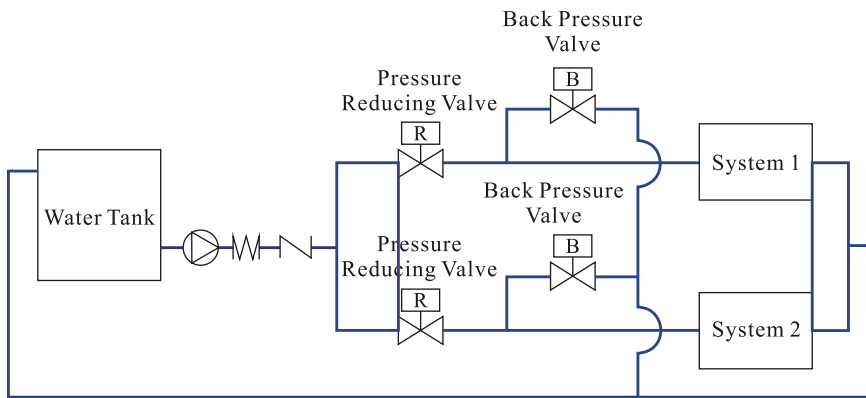 Back Pressure
Valve
B
Pressure
Reducing Valve
R
System 1
Water Tank
Back Pressure
Valve
B
Pressure
Reducing Valve
R
System 2